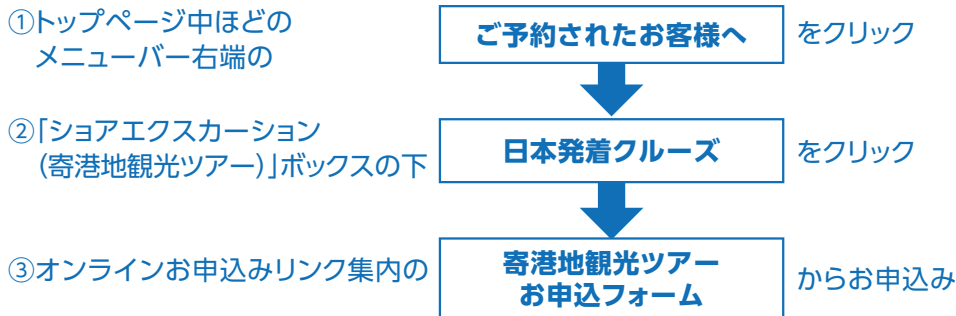 ①トップページ中ほどの
メニューバー右端の
ご予約されたお客様へ
をクリック
②「ショアエクスカーション
(寄港地観光ツアー)」ボックスの下
日本発着クルーズ
をクリック
③オンラインお申込みリンク集内の
寄港地観光ツアー
お申込フォーム
からお申込み